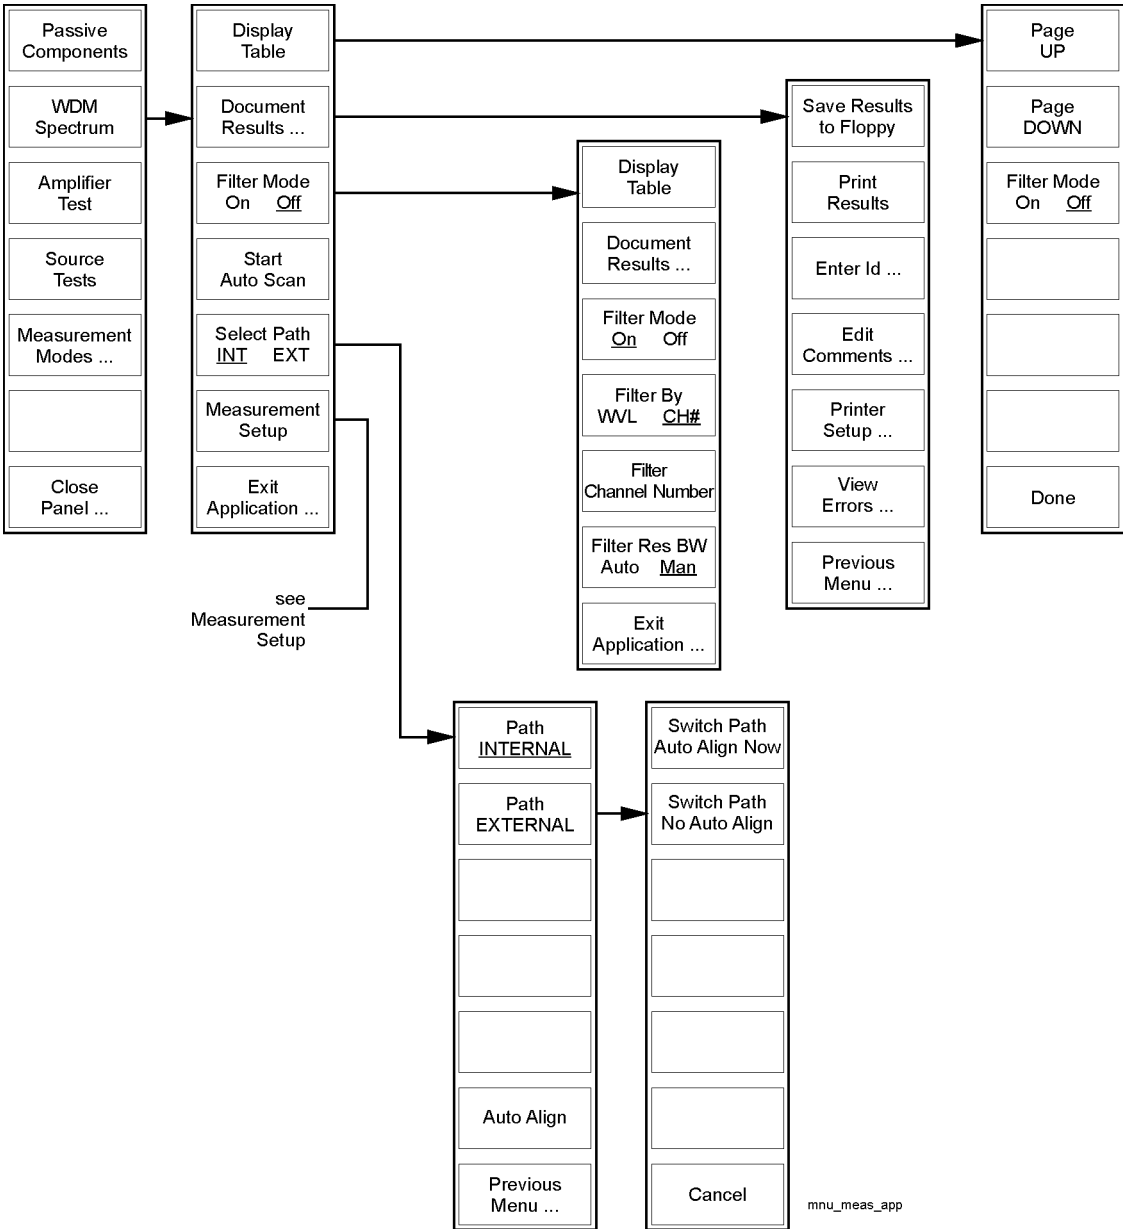 Passive
Components
WDM
Spectrum
Amplifier
Test
Source
Tests
Measurement
Modes ...
Close
Panel ...
Display
Table
Document
Results ...
Filter Mode
On Off
Start
Auto Scan
Select Path
INT EXT
Measurement
Setup
Exit
Application ...
see
Measurement
Setup
Display
Table
Document
Results ...
Filter Mode
On Off
Filter By
WVL CH#
Filter
Channel Number
Filter Res BW
Auto Man
Exit
Application ...
Save Results
to Floppy
Print
Results
Enter Id ...
Edit
Comments ...
Printer
Setup ...
View
Errors ...
Previous
Menu ...
Page
UP
Page
DOWN
Filter Mode
On Off
Done
Path
INTERNAL
Path
EXTERNAL
Auto Align
Previous
Menu ...
Switch Path
Auto Align Now
Switch Path
No Auto Align
Cancel
mnu_meas_app